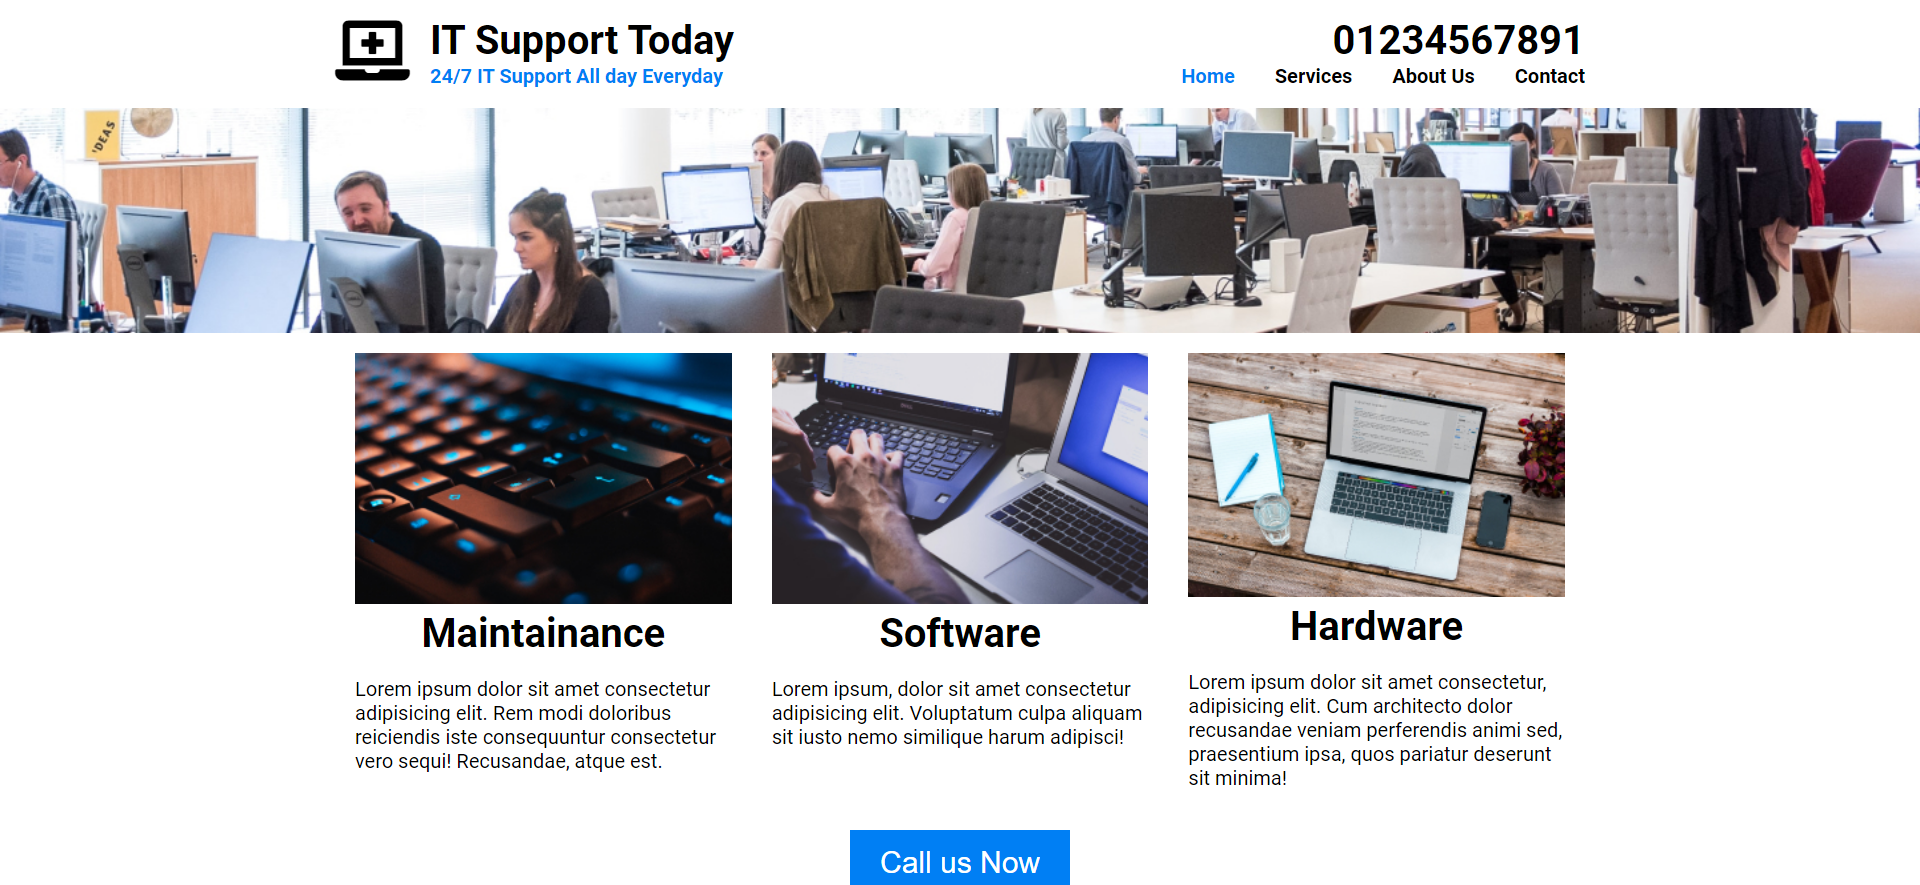 IT Support Today
24/7 IT Support All day Everyday
01234567891
Home Services About Us Contact
'DEAS
Maintainance
Lorem ipsum dolor sit amet consectetur
adipisicing elit. Rem modi doloribus
reiciendis iste consequuntur consectetur
vero sequi! Recusandae, atque est.
Software
Lorem ipsum, dolor sit amet consectetur
adipisicing elit. Voluptatum culpa aliquam
sit iusto nemo similique harum adipisci!
Hardware
Lorem ipsum dolor sit amet consectetur,
adipisicing elit. Cum architecto dolor
recusandae veniam perferendis animi sed,
praesentium ipsa, quos pariatur deserunt
sit minima!
Call us Now